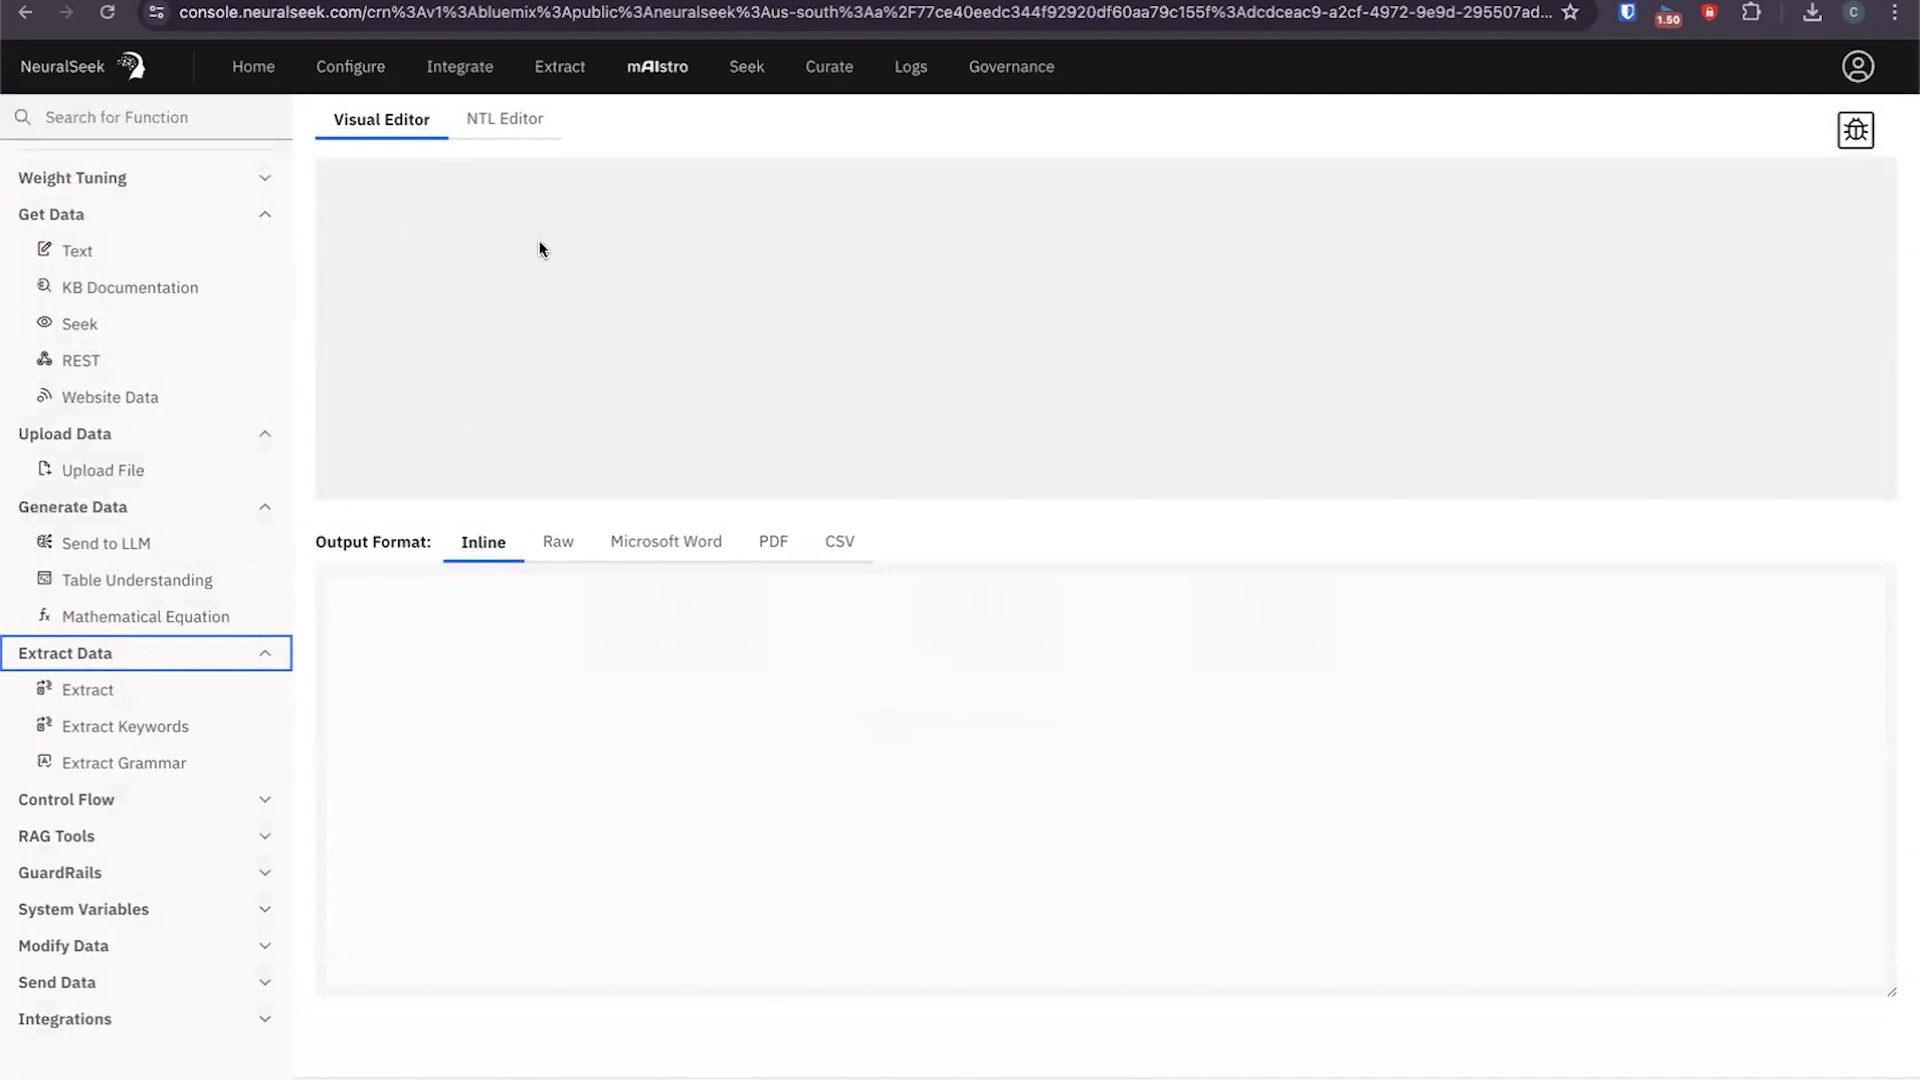 console.neuralseek.com/crn%3Av1%3Abluemix%3Apublic%3Aneuralseek%3Aus-south%3Aa%2F77ce40eedc344f92920df60aa79c155f%3Adcdceac9-a2cf-4972-9e9d-295507ad...
1.50
C
NeuralSeek
Home
Configure
Integrate
Extract
mAIstro
Seek
Curate
Logs
Governance
Search for Function
Visual Editor
NTL Editor
Weight Tuning
Get Data
Text
KB Documentation
Seek
REST
Website Data
Upload Data
Upload File
Generate Data
Send to LLM
Table Understanding
Mathematical Equation
Extract Data
Extract
Extract Keywords
Extract Grammar
Control Flow
RAG Tools
GuardRails
System Variables
Modify Data
Send Data
Integrations
Output Format:
Inline
Raw
Microsoft Word
PDF
CSV